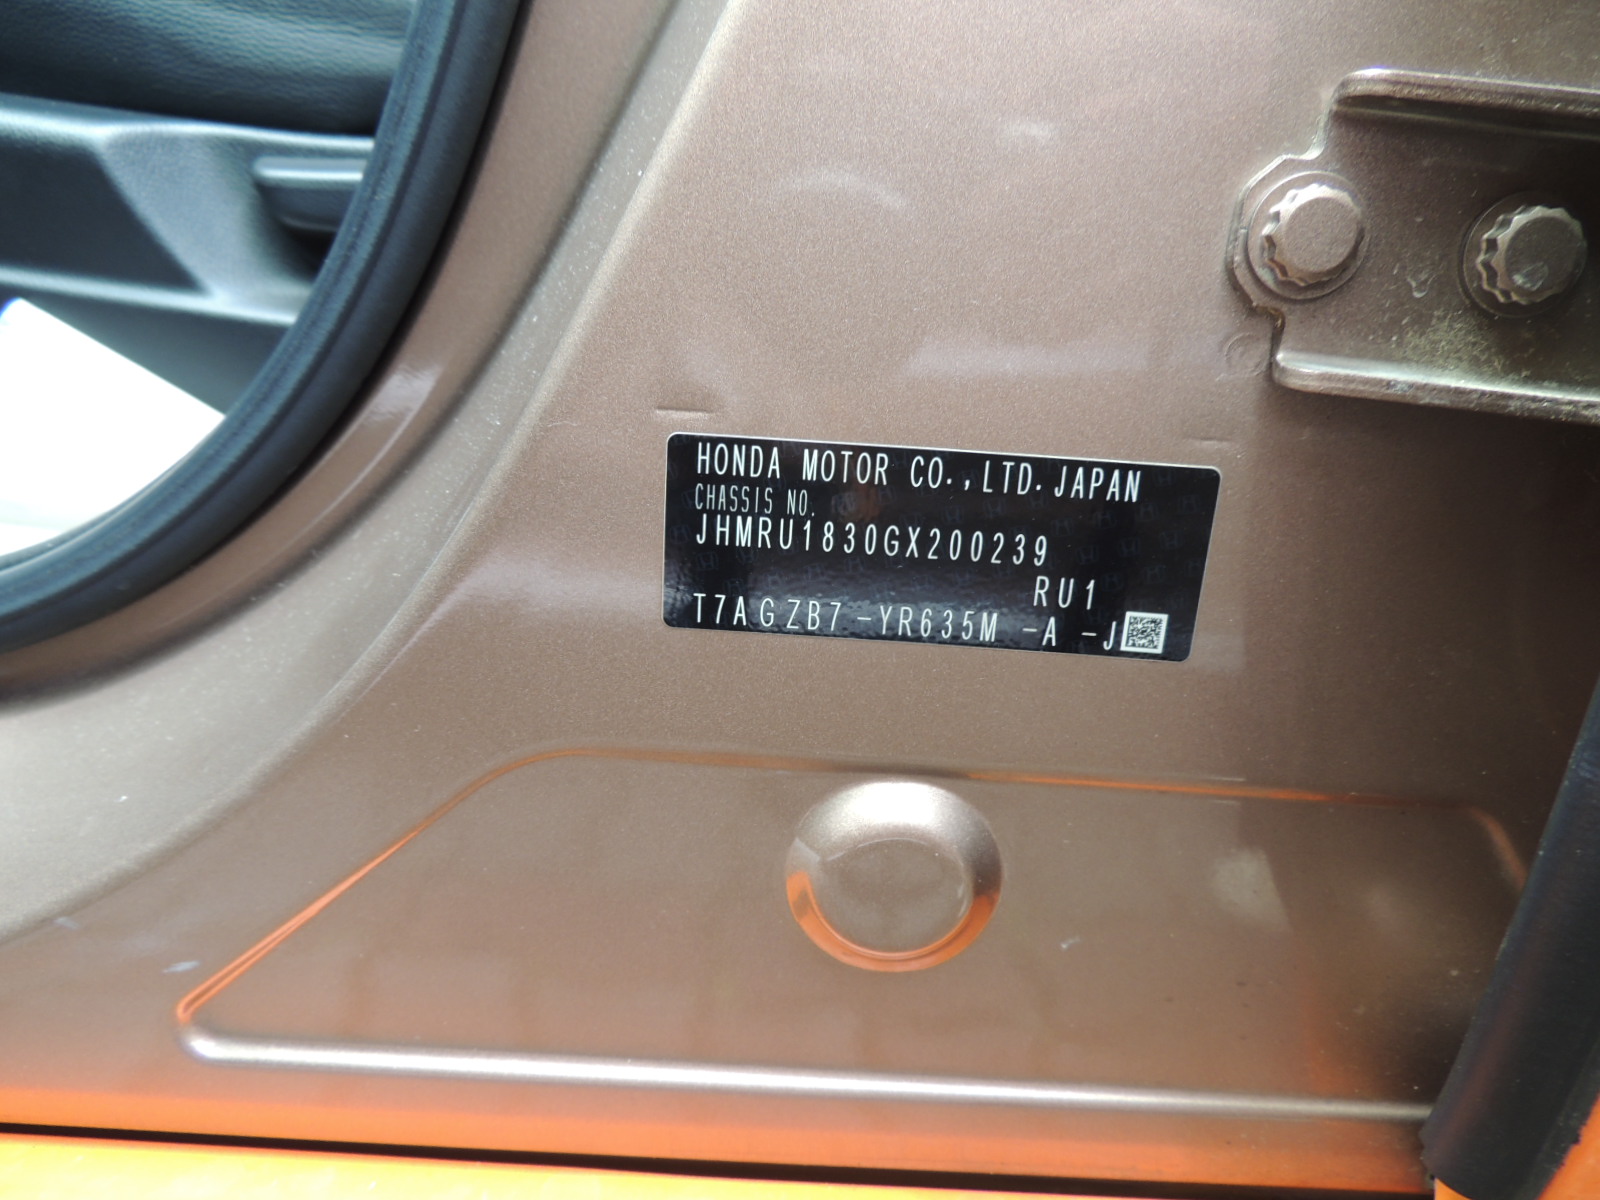 HONDA MOTOR CO.,LTD.JAPAN
CHASSIS NO.
JHMRU1830GX200239
RU1
T7AGZB7-YR635M -A -J